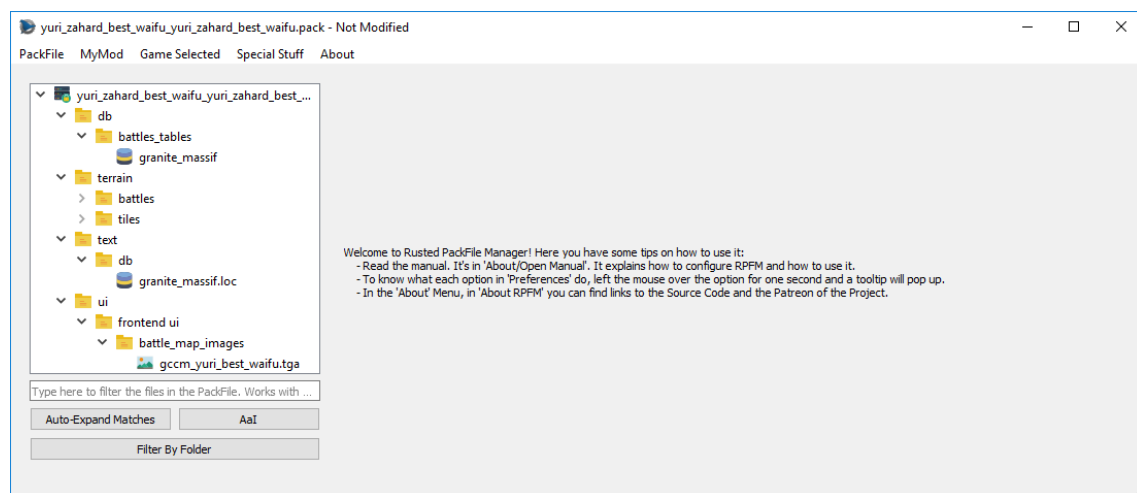 yuri_zahard_best_waifu_yuri_zahard_best_waifu.pack - Not Modified
PackFile MyMod Game Selected Special Stuff About
yuri_zahard_best_waifu_yuri_zahard_best_...
db
battles_tables
granite_massif
terrain
battles
tiles
text
db
granite_massif.loc
ui
frontend ui
battle_map_images
gccm_yuri_best_waifu.tga
Type here to filter the files in the PackFile. Works with ...
Auto-Expand Matches AaI
Filter By Folder
Welcome to Rusted PackFile Manager! Here you have some tips on how to use it:
- Read the manual. It's in 'About/Open Manual'. It explains how to configure RPFM and how to use it.
- To know what each option in 'Preferences' do, left the mouse over the option for one second and a tooltip will pop up.
- In the 'About' Menu, in 'About RPFM' you can find links to the Source Code and the Patreon of the Project.